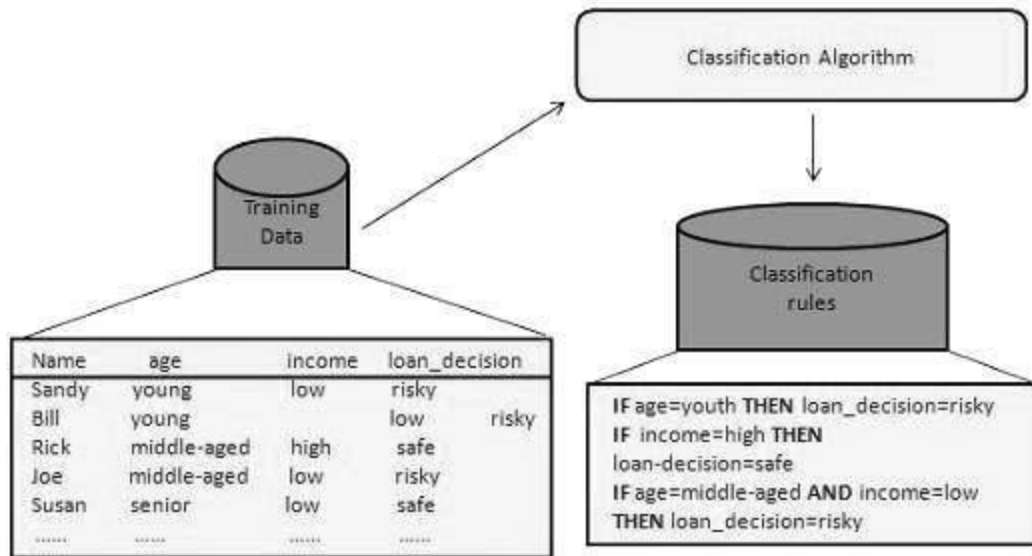 Classification Algorithm
Training
Data
Classification
rules
Name age income loan_decision
Sandy young low risky
Bill young low risky
Rick middle-aged high safe
Joe middle-aged low risky
Susan senior low safe
...... ...... ...... ......
IF age=youth THEN loan_decision=risky
IF income=high THEN
loan-decision=safe
IF age=middle-aged AND income=low
THEN loan_decision=risky